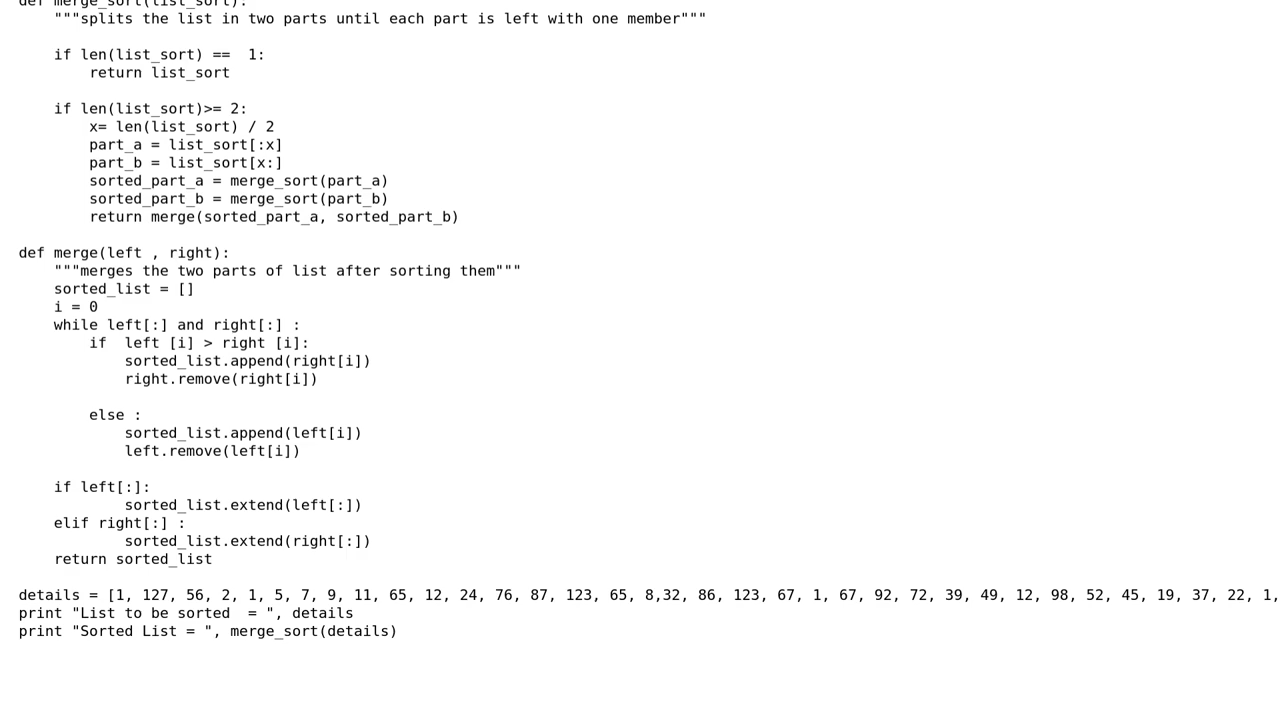 def merge_sort(list_sort):
    """splits the list in two parts until each part is left with one member"""

    if len(list_sort) ==  1:
        return list_sort

    if len(list_sort)>= 2:
        x= len(list_sort) / 2
        part_a = list_sort[:x]
        part_b = list_sort[x:]
        sorted_part_a = merge_sort(part_a)
        sorted_part_b = merge_sort(part_b)
        return merge(sorted_part_a, sorted_part_b)

def merge(left , right):
    """merges the two parts of list after sorting them"""
    sorted_list = []
    i = 0
    while left[:] and right[:] :
        if  left [i] > right [i]:
            sorted_list.append(right[i])
            right.remove(right[i])

        else :
            sorted_list.append(left[i])
            left.remove(left[i])

    if left[:]:
            sorted_list.extend(left[:])
    elif right[:] :
            sorted_list.extend(right[:])
    return sorted_list

details = [1, 127, 56, 2, 1, 5, 7, 9, 11, 65, 12, 24, 76, 87, 123, 65, 8,32, 86, 123, 67, 1, 67, 92, 72, 39, 49, 12, 98, 52, 45, 19, 37, 22, 1,
print "List to be sorted  = ", details
print "Sorted List = ", merge_sort(details)